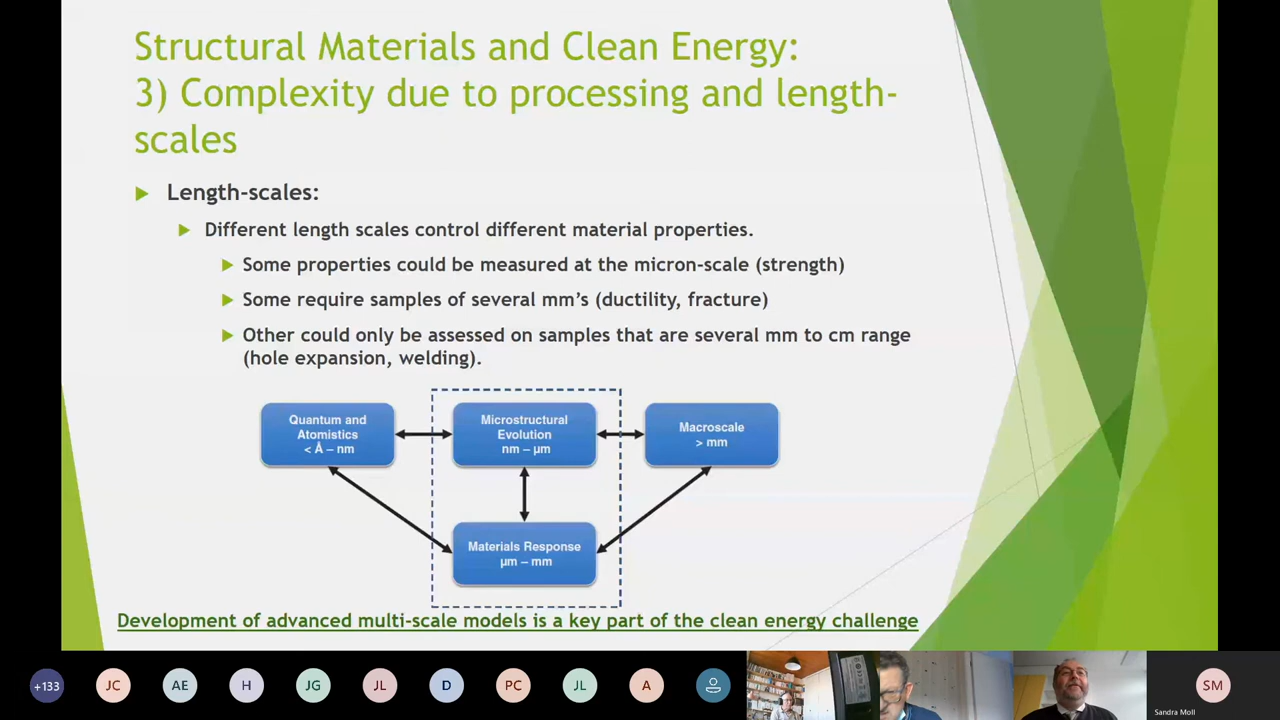 Structural Materials and Clean Energy:
3) Complexity due to processing and length-
scales
Length-scales:
Different length scales control different material properties.
Some properties could be measured at the micron-scale (strength)
Some require samples of several mm's (ductility, fracture)
Other could only be assessed on samples that are several mm to cm range
(hole expansion, welding).
Quantum and
Atomistics
< Å – nm
Microstructural
Evolution
nm – µm
Macroscale
> mm
Materials Response
µm – mm
Development of advanced multi-scale models is a key part of the clean energy challenge
+133
JC
AE
H
JG
JL
D
PC
JL
A
SM
Sandra Moll